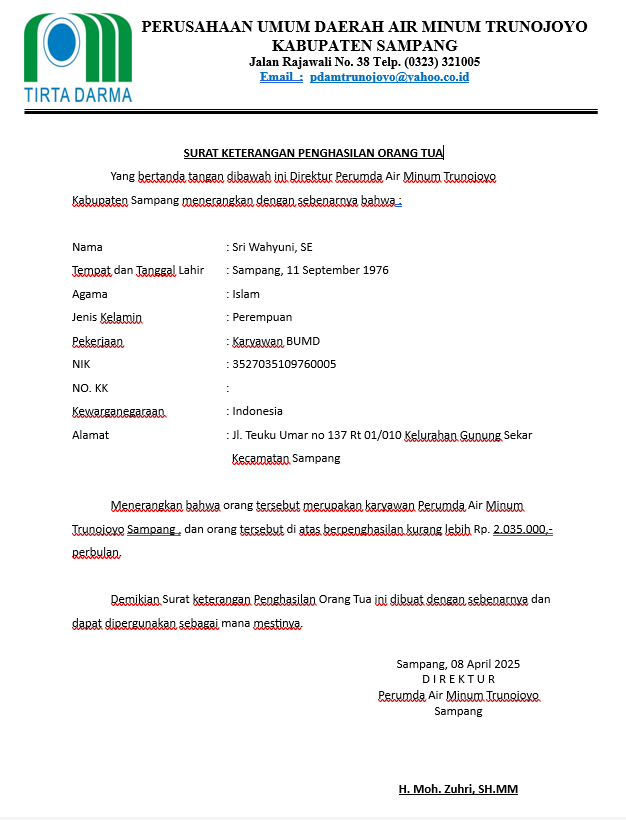 PERUSAHAAN UMUM DAERAH AIR MINUM TRUNOJOYO
KABUPATEN SAMPANG
Jalan Rajawali No. 38 Telp. (0323) 321005
Email : pdamtrunojoyo@yahoo.co.id
TIRTA DARMA
SURAT KETERANGAN PENGHASILAN ORANG TUA
Yang bertanda tangan dibawah ini Direktur Perumda Air Minum Trunojoyo
Kabupaten Sampang menerangkan dengan sebenarnya bahwa :
Nama : Sri Wahyuni, SE
Tempat dan Tanggal Lahir : Sampang, 11 September 1976
Agama : Islam
Jenis Kelamin : Perempuan
Pekerjaan : Karyawan BUMD
NIK : 3527035109760005
NO. KK :
Kewarganegaraan : Indonesia
Alamat : Jl. Teuku Umar no 137 Rt 01/010 Kelurahan Gunung Sekar
Kecamatan Sampang
Menerangkan bahwa orang tersebut merupakan karyawan Perumda Air Minum
Trunojoyo Sampang , dan orang tersebut di atas berpenghasilan kurang lebih Rp. 2.035.000,-
perbulan.
Demikian Surat keterangan Penghasilan Orang Tua ini dibuat dengan sebenarnya dan
dapat dipergunakan sebagai mana mestinya.
Sampang, 08 April 2025
D I R E K T U R
Perumda Air Minum Trunojoyo
Sampang
H. Moh. Zuhri, SH.MM